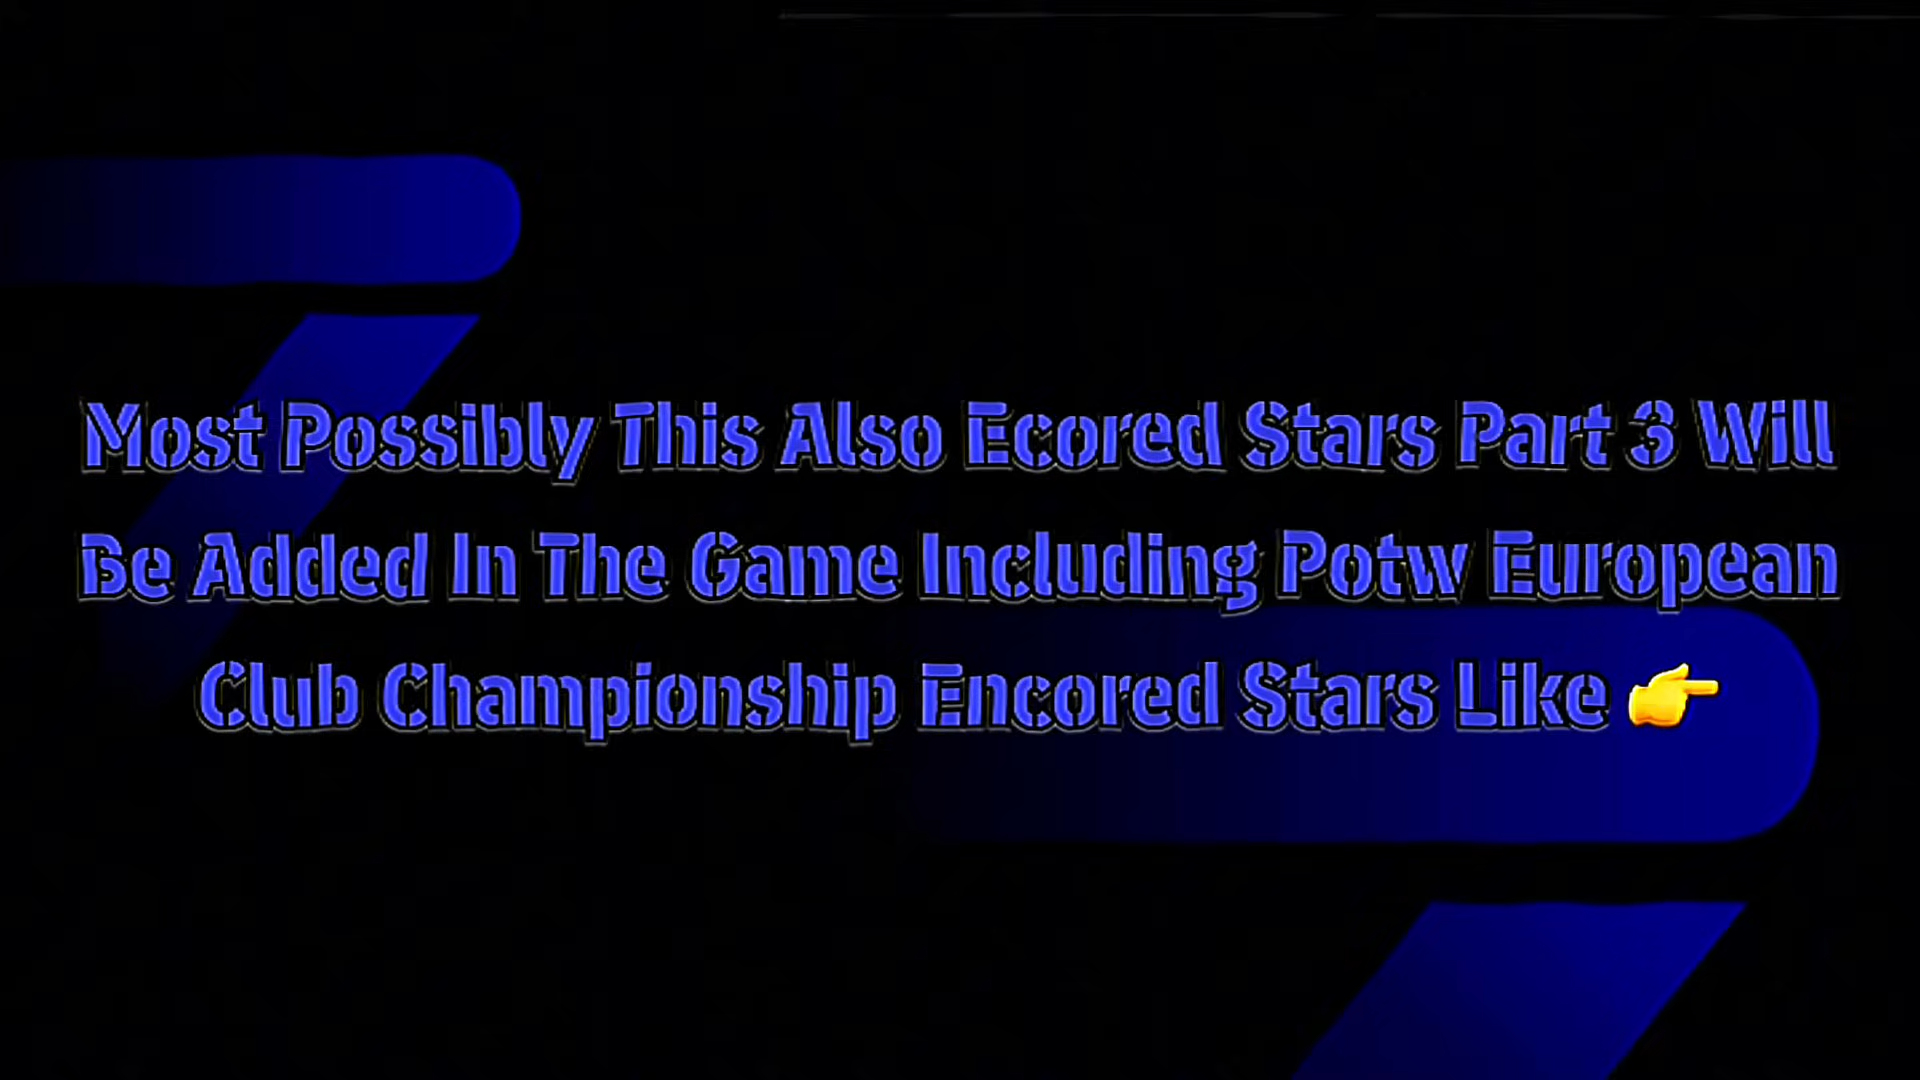 Most Possibly This Also Ecored Stars Part 3 Will
Be Added In The Game Including Potw European
Club Championship Encored Stars Like 👉